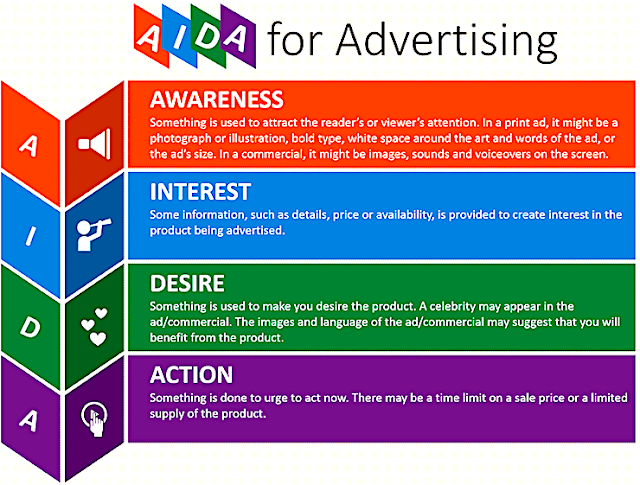 AIDA for Advertising
A
AWARENESS
Something is used to attract the reader's or viewer's attention. In a print ad, it might be a
photograph or illustration, bold type, white space around the art and words of the ad, or
the ad's size. In a commercial, it might be images, sounds and voiceovers on the screen.
I
INTEREST
Some information, such as details, price or availability, is provided to create interest in the
product being advertised.
D
DESIRE
Something is used to make you desire the product. A celebrity may appear in the
ad/commercial. The images and language of the ad/commercial may suggest that you will
benefit from the product.
A
ACTION
Something is done to urge to act now. There may be a time limit on a sale price or a limited
supply of the product.